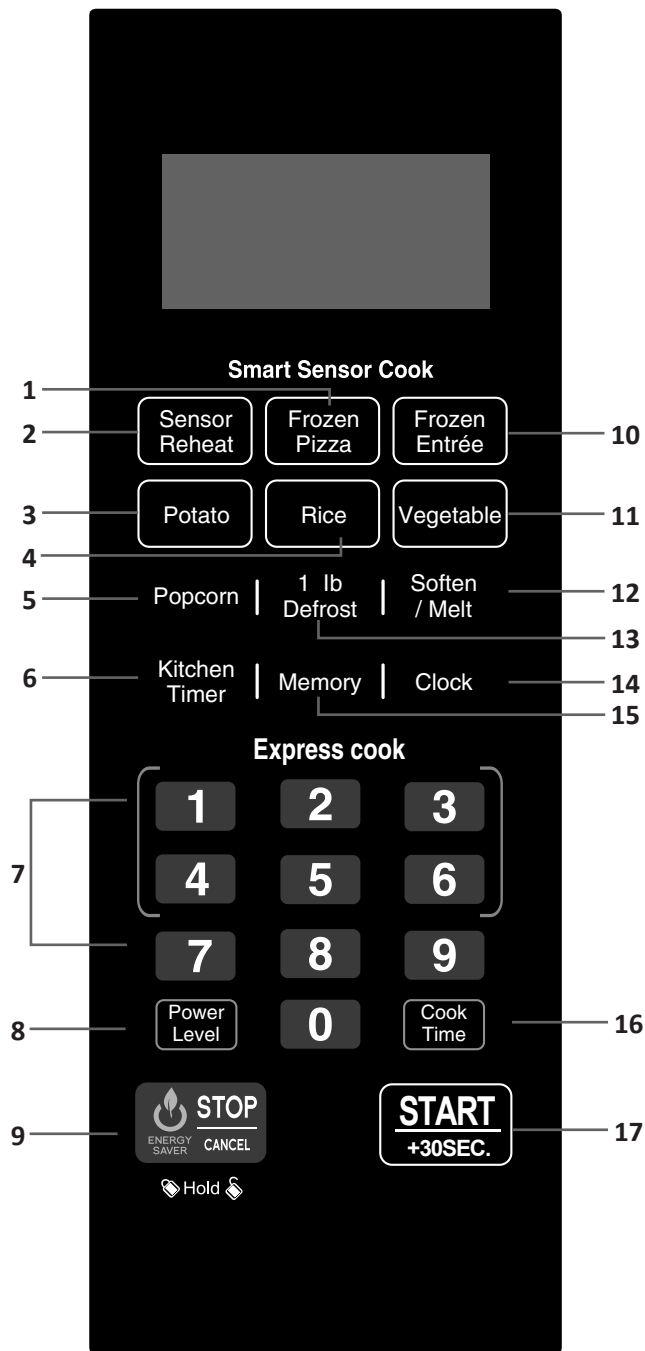 Smart Sensor Cook
1
2
Sensor
Reheat
Frozen
Pizza
Frozen
Entrée
10
3
Potato
Rice
Vegetable
11
4
5
Popcorn
1 lb
Defrost
Soften
/ Melt
12
13
6
Kitchen
Timer
Memory
Clock
14
15
Express cook
1 2 3
4 5 6
7
7 8 9
8
Power
Level
0
Cook
Time
16
9
ENERGY
SAVER
STOP
CANCEL
START
+30SEC.
17
Hold